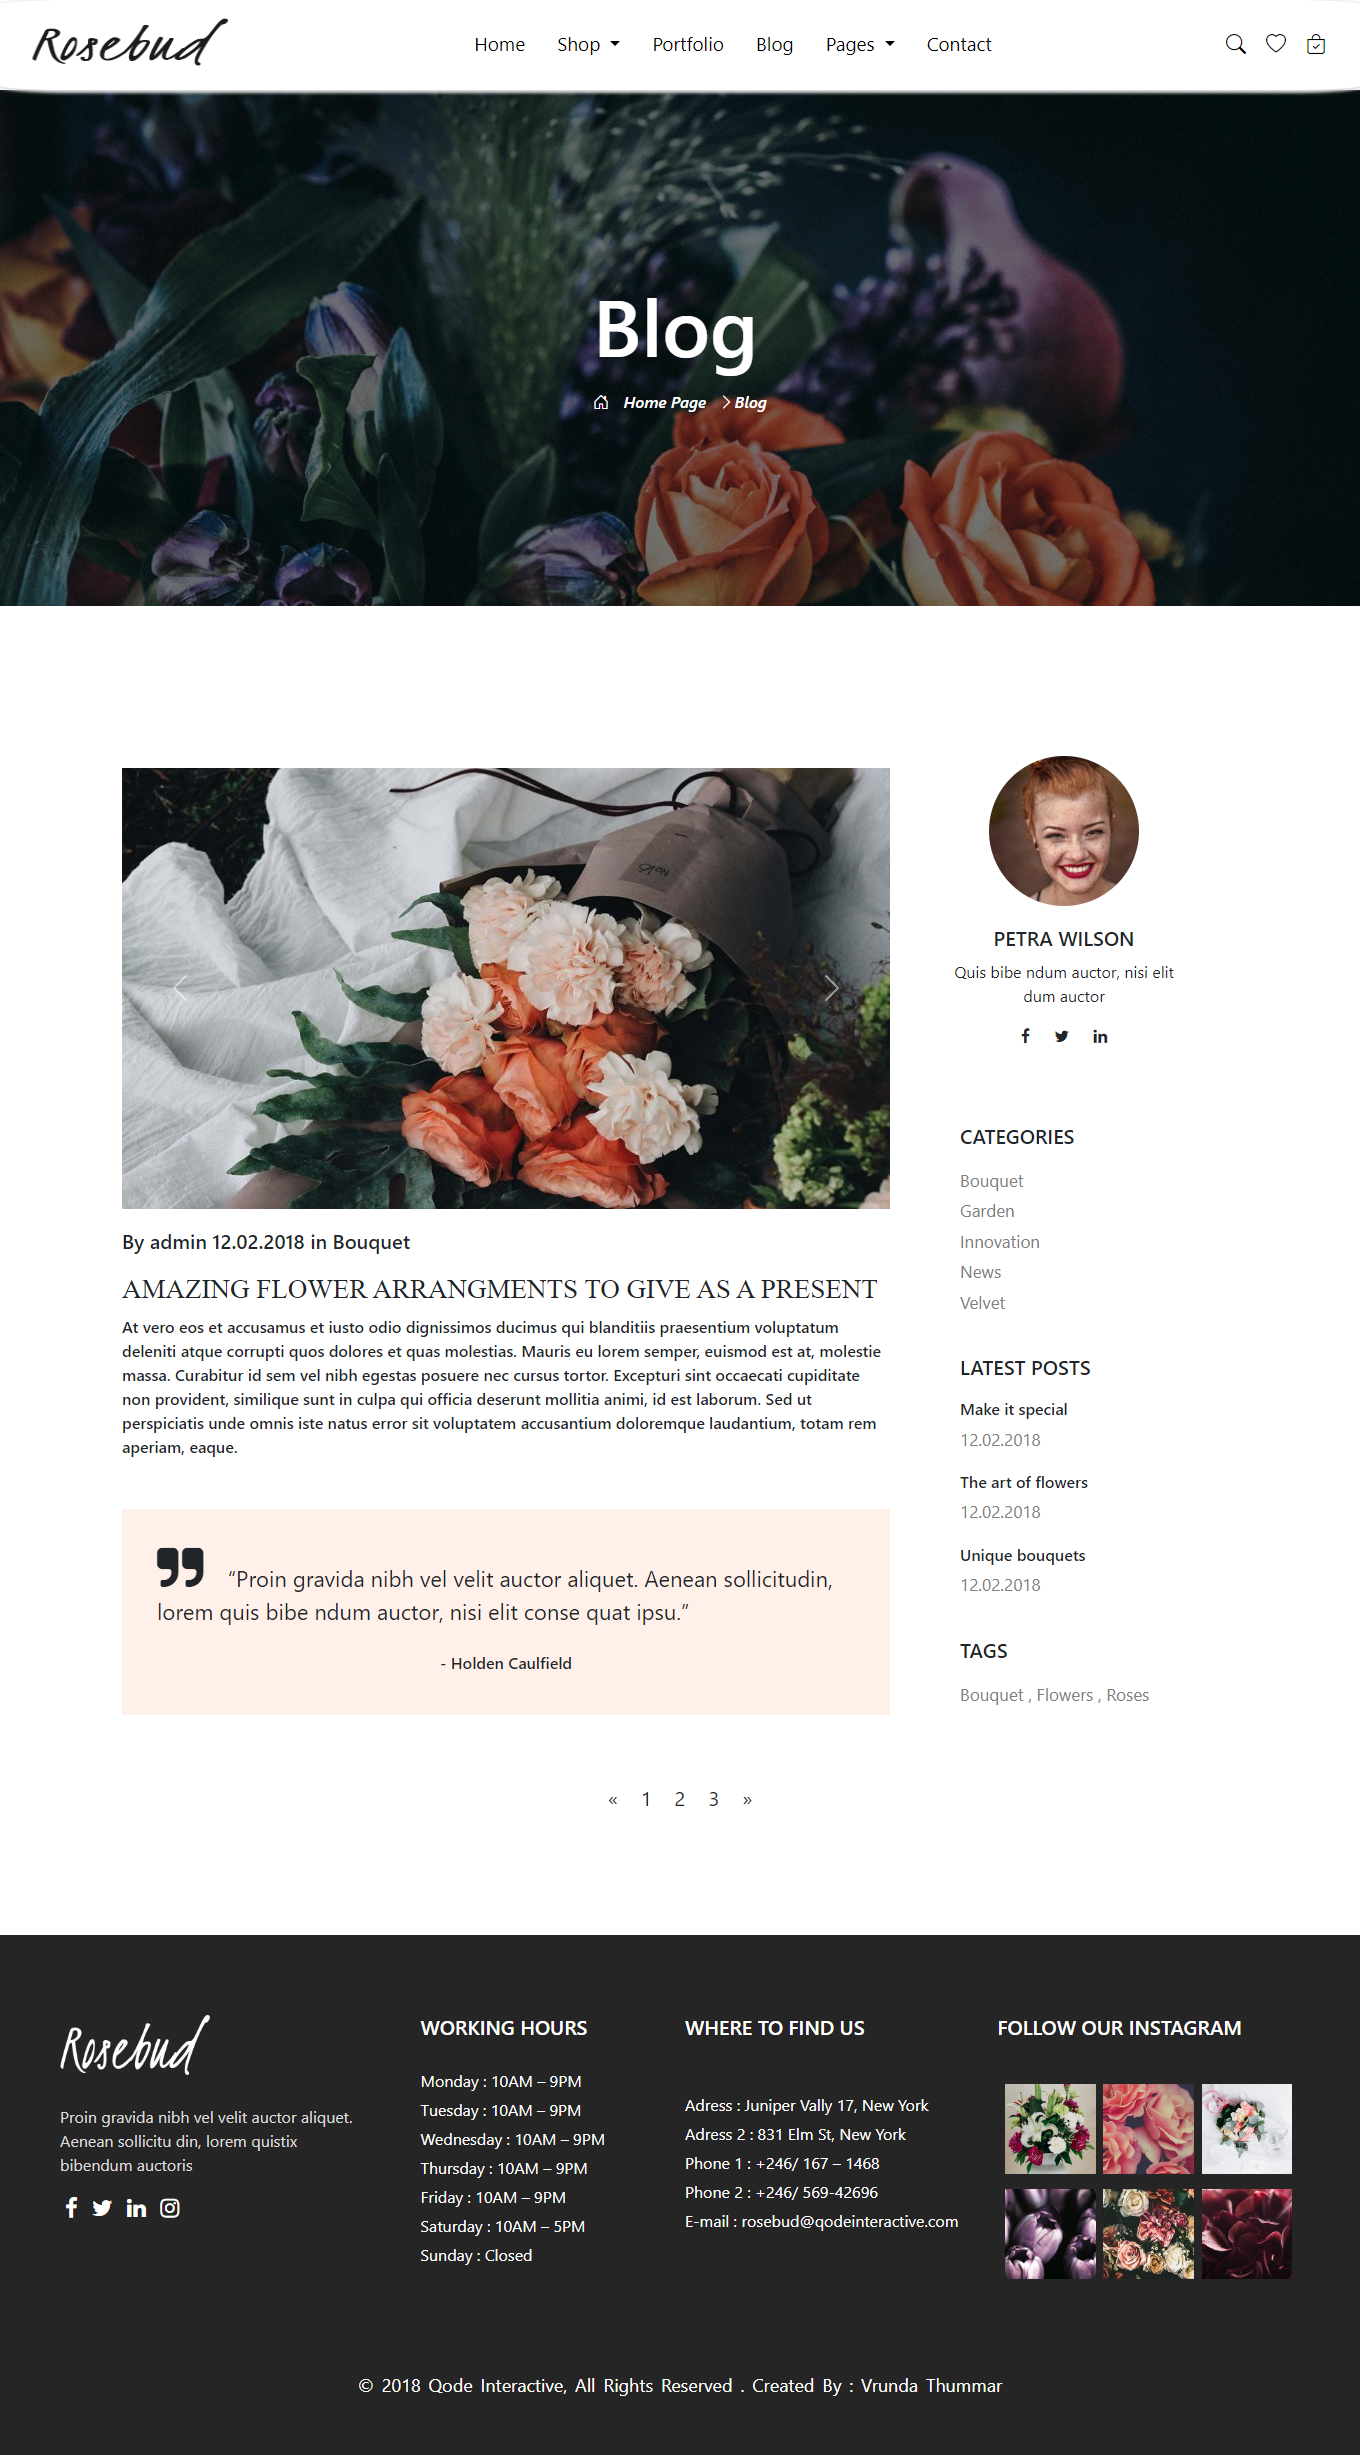 Rosebud
Home Shop Portfolio Blog Pages Contact
Blog
Home Page Blog
By admin 12.02.2018 in Bouquet
AMAZING FLOWER ARRANGMENTS TO GIVE AS A PRESENT
At vero eos et accusamus et iusto odio dignissimos ducimus qui blanditiis praesentium voluptatum
deleniti atque corrupti quos dolores et quas molestias. Mauris eu lorem semper, euismod est at, molestie
massa. Curabitur id sem vel nibh egestas posuere nec cursus tortor. Excepturi sint occaecati cupiditate
non provident, similique sunt in culpa qui officia deserunt mollitia animi, id est laborum. Sed ut
perspiciatis unde omnis iste natus error sit voluptatem accusantium doloremque laudantium, totam rem
aperiam, eaque.
“Proin gravida nibh vel velit auctor aliquet. Aenean sollicitudin,
lorem quis bibe ndum auctor, nisi elit conse quat ipsu.”
- Holden Caulfield
PETRA WILSON
Quis bibe ndum auctor, nisi elit
dum auctor
CATEGORIES
Bouquet
Garden
Innovation
News
Velvet
LATEST POSTS
Make it special
12.02.2018
The art of flowers
12.02.2018
Unique bouquets
12.02.2018
TAGS
Bouquet , Flowers , Roses
« 1 2 3 »
Rosebud
Proin gravida nibh vel velit auctor aliquet.
Aenean sollicitu din, lorem quistix
bibendum auctoris
WORKING HOURS
Monday : 10AM – 9PM
Tuesday : 10AM – 9PM
Wednesday : 10AM – 9PM
Thursday : 10AM – 9PM
Friday : 10AM – 9PM
Saturday : 10AM – 5PM
Sunday : Closed
WHERE TO FIND US
Adress : Juniper Vally 17, New York
Adress 2 : 831 Elm St, New York
Phone 1 : +246/ 167 – 1468
Phone 2 : +246/ 569-42696
E-mail : rosebud@qodeinteractive.com
FOLLOW OUR INSTAGRAM
© 2018 Qode Interactive, All Rights Reserved . Created By : Vrunda Thummar